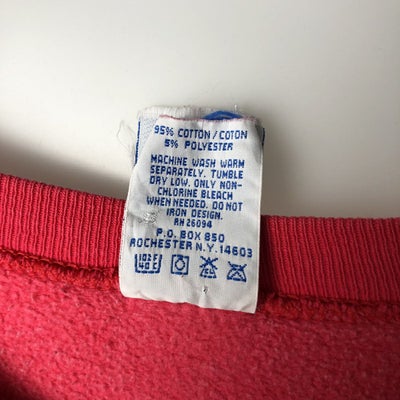 95% COTTON/COTON
5% POLYESTER
MACHINE WASH WARM
SEPARATELY. TUMBLE
DRY LOW. ONLY NON-
CHLORINE BLEACH
WHEN NEEDED. DO NOT
IRON DESIGN.
RN 26094
P.O. BOX 850
ROCHESTER N.Y. 14603